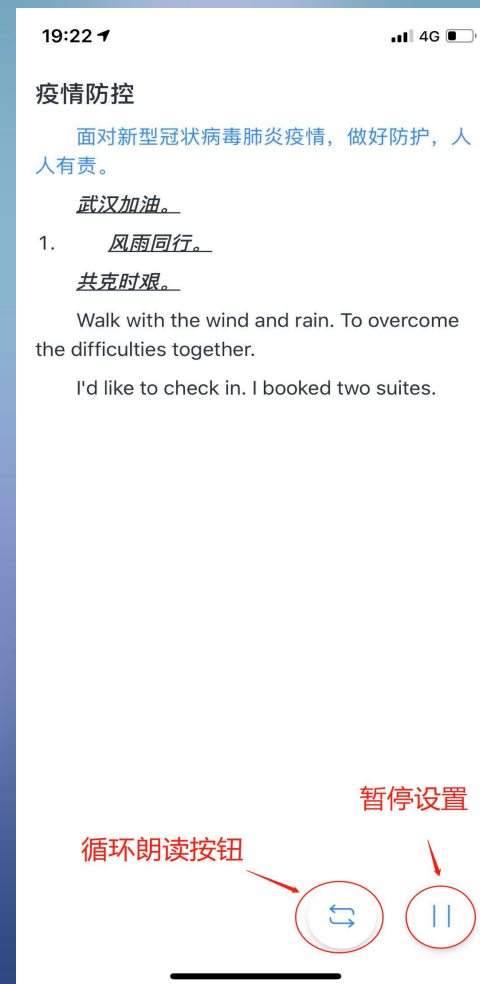 19:22
4G
疫情防控
面对新型冠状病毒肺炎疫情，做好防护，人
人有责。
武汉加油。
1. 风雨同行。
共克时艰。
Walk with the wind and rain. To overcome
the difficulties together.
I'd like to check in. I booked two suites.
暂停设置
循环朗读按钮